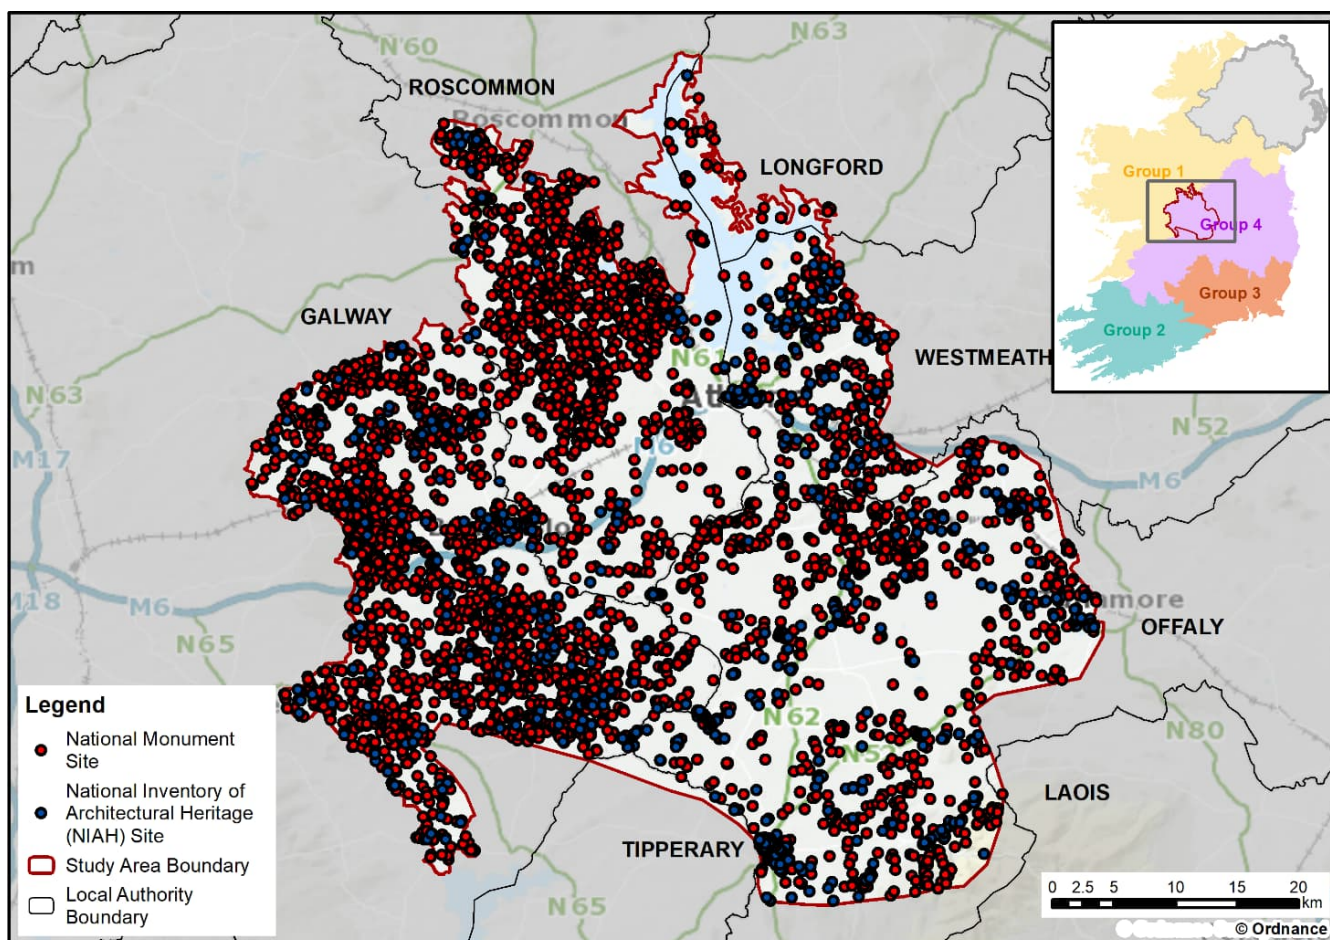 N60
N63
ROSCOMMON
Roscommon
LONGFORD
Group 1
Group 4
Group 3
Group 2
GALWAY
N61
WESTMEATH
N63
N52
M17
M6
M6
M18
M6
N65
OFFALY
N62
N52
N80
LAOIS
TIPPERARY
N65
Legend
National Monument
Site
National Inventory of
Architectural Heritage
(NIAH) Site
Study Area Boundary
Local Authority
Boundary
0 2.5 5 10 15 20
km
© Ordnance